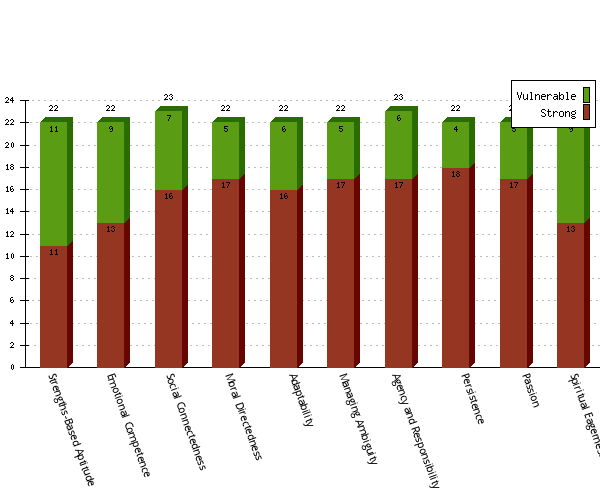 Vulnerable
Strong
24
22
20
18
16
14
12
10
8
6
4
2
0
22 22 23 22 22 22 23 22
11 9 7 5 6 5 6 4 5 9
11 13 16 17 16 17 17 18 17 13
Strengths-Based Aptitude
Emotional Competence
Social Connectedness
Moral Directedness
Adaptability
Managing Ambiguity
Agency and Responsibility
Persistence
Passion
Spiritual